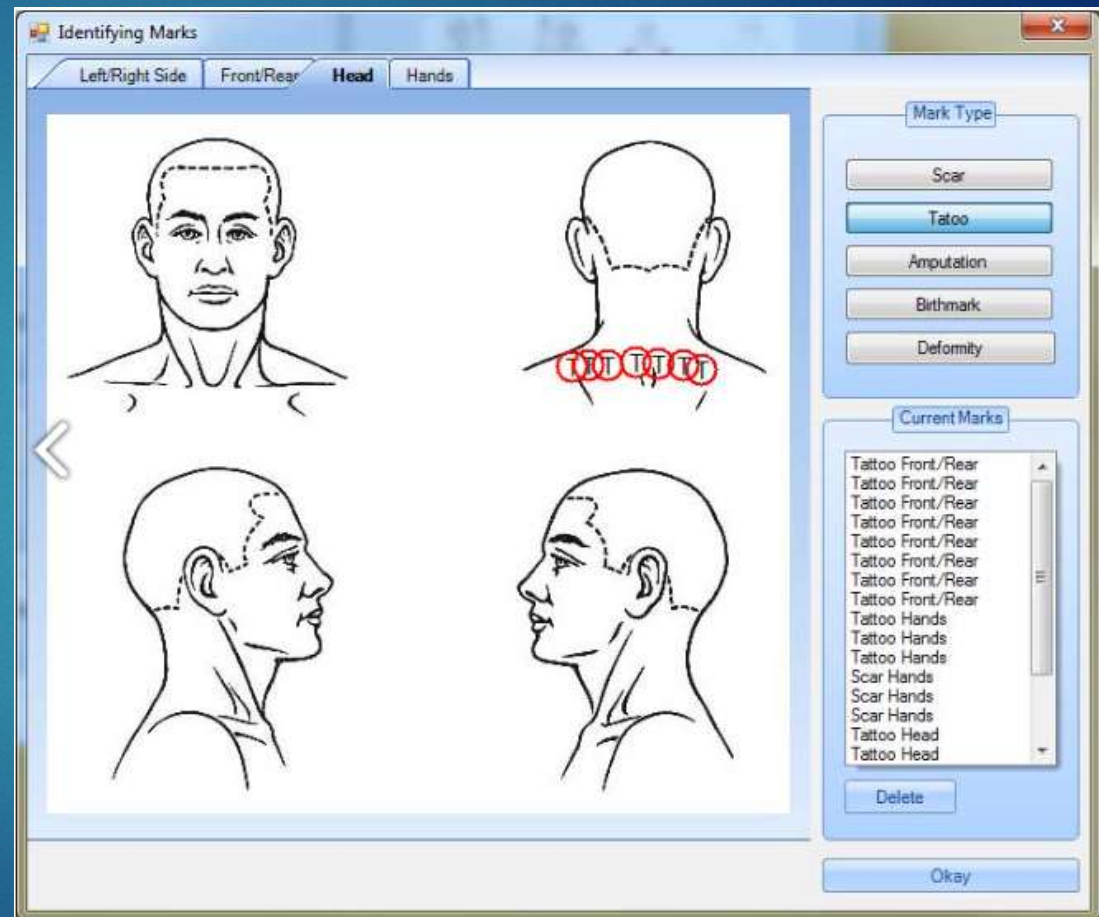 Identifying Marks
Left/Right Side Front/Rear Head Hands
Mark Type
Scar
Tatoo
Amputation
Birthmark
Deformity
T T T T T T T
Current Marks
Tattoo Front/Rear
Tattoo Front/Rear
Tattoo Front/Rear
Tattoo Front/Rear
Tattoo Front/Rear
Tattoo Front/Rear
Tattoo Front/Rear
Tattoo Front/Rear
Tattoo Hands
Tattoo Hands
Tattoo Hands
Scar Hands
Scar Hands
Scar Hands
Tattoo Head
Tattoo Head
Delete
Okay